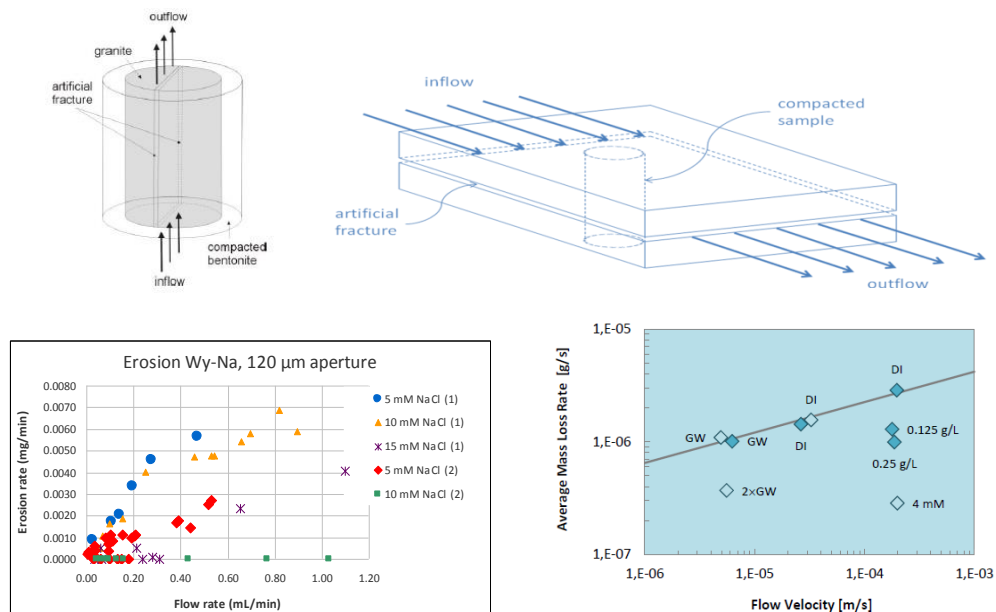 outflow
granite
artificial
fracture
compacted
bentonite
inflow
inflow
compacted
sample
artificial
fracture
outflow
Erosion Wy-Na, 120 µm aperture
Erosion rate (mg/min)
0.0080
0.0070
0.0060
0.0050
0.0040
0.0030
0.0020
0.0010
0.0000
0.00 0.20 0.40 0.60 0.80 1.00 1.20
Flow rate (mL/min)
5 mM NaCl (1)
10 mM NaCl (1)
15 mM NaCl (1)
5 mM NaCl (2)
10 mM NaCl (2)
Average Mass Loss Rate [g/s]
1,E-05
1,E-06
1,E-07
DI
DI
GW GW DI
0.125 g/L
0.25 g/L
2×GW
4 mM
1,E-06 1,E-05 1,E-04 1,E-03
Flow Velocity [m/s]